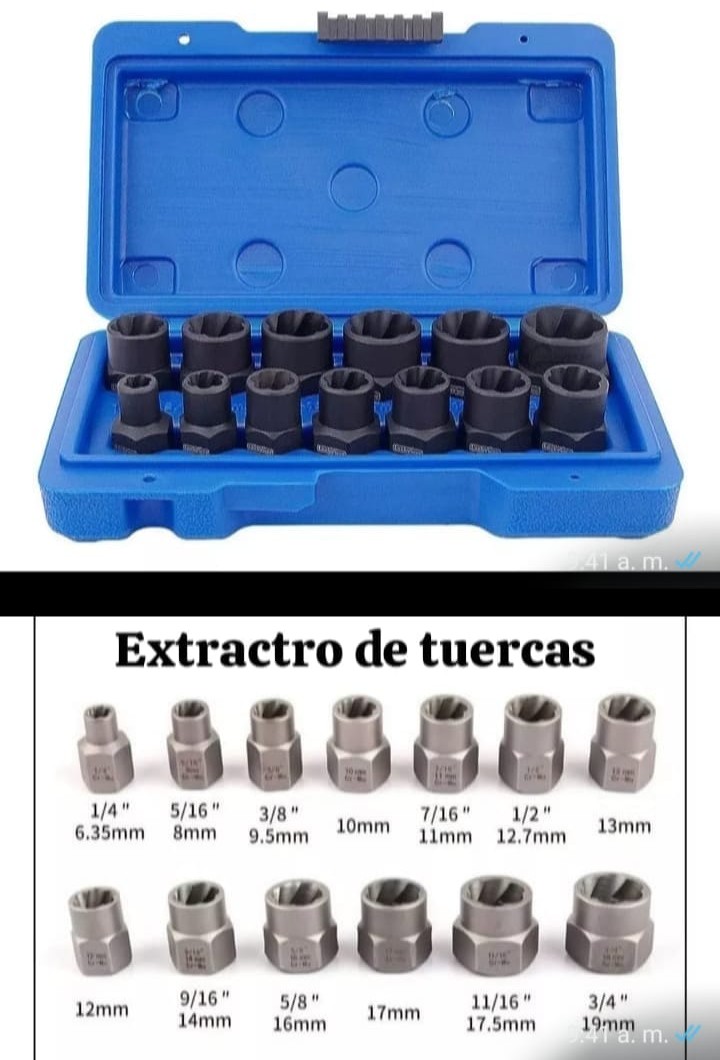 :41 a. m.
Extractro de tuercas
1/4" 5/16" 3/8" 10mm 7/16" 1/2" 13mm
6.35mm 8mm 9.5mm 11mm 12.7mm
12mm 9/16" 5/8" 17mm 11/16" 3/4"
14mm 16mm 17.5mm 19mm
:41 a. m.